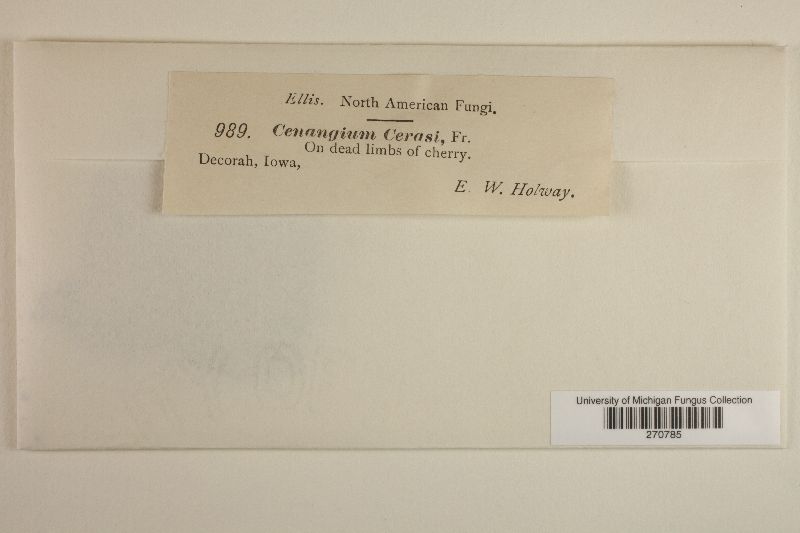 Ellis. North American Fungi.
989. Cenangium Cerasi, Fr.
On dead limbs of cherry.
Decorah, Iowa,
E. W. Holway.
University of Michigan Fungus Collection
270785